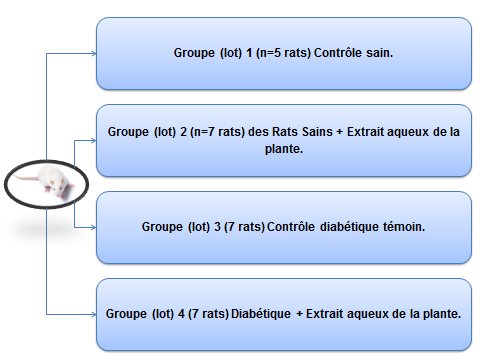 Groupe (lot) 1 (n=5 rats) Contrôle sain.
Groupe (lot) 2 (n=7 rats) des Rats Sains + Extrait aqueux de la
plante.
Groupe (lot) 3 (7 rats) Contrôle diabétique témoin.
Groupe (lot) 4 (7 rats) Diabétique + Extrait aqueux de la plante.